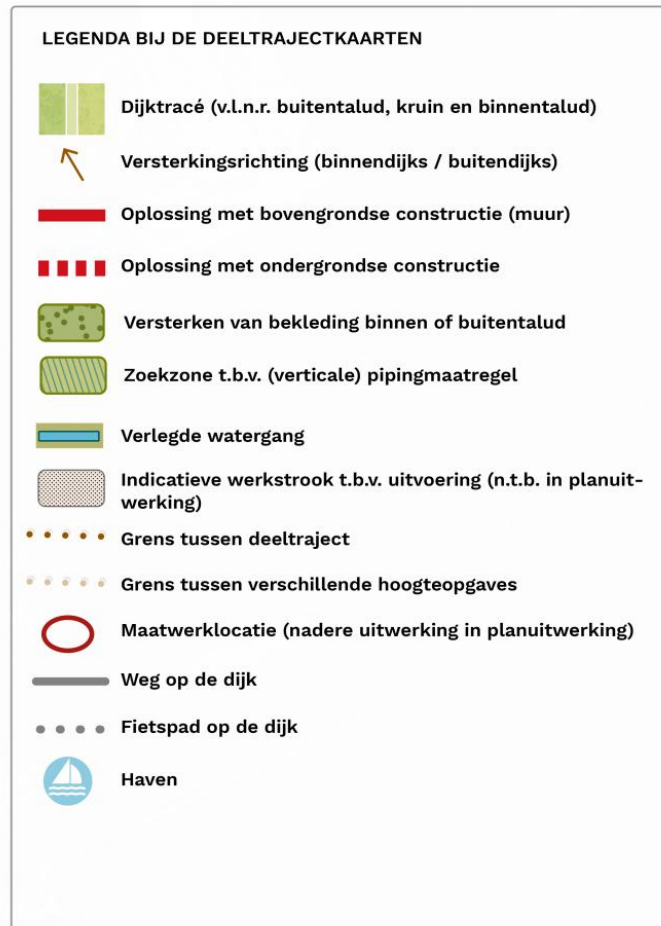 LEGENDA BIJ DE DEELTRAJECTKAARTEN
Dijktracé (v.l.n.r. buitentalud, kruin en binnentalud)
Versterkingsrichting (binnendijks / buitendijks)
Oplossing met bovengrondse constructie (muur)
Oplossing met ondergrondse constructie
Versterken van bekleding binnen of buitentalud
Zoekzone t.b.v. (verticale) pipingmaatregel
Verlegde watergang
Indicatieve werkstrook t.b.v. uitvoering (n.t.b. in planuit-
werking)
Grens tussen deeltraject
Grens tussen verschillende hoogteopgaves
Maatwerklocatie (nadere uitwerking in planuitwerking)
Weg op de dijk
Fietspad op de dijk
Haven